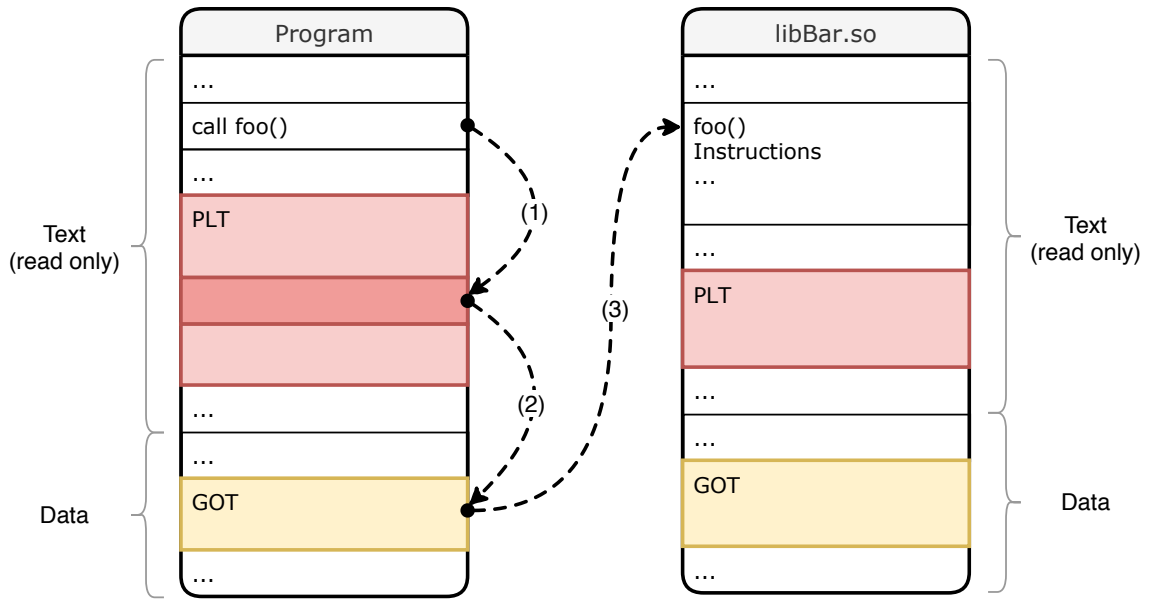 Program
...
call foo()
...
PLT
...
...
GOT
...
Text
(read only)
Data
(1)
(2)
(3)
libBar.so
...
foo()
Instructions
...
...
PLT
...
...
GOT
...
Text
(read only)
Data